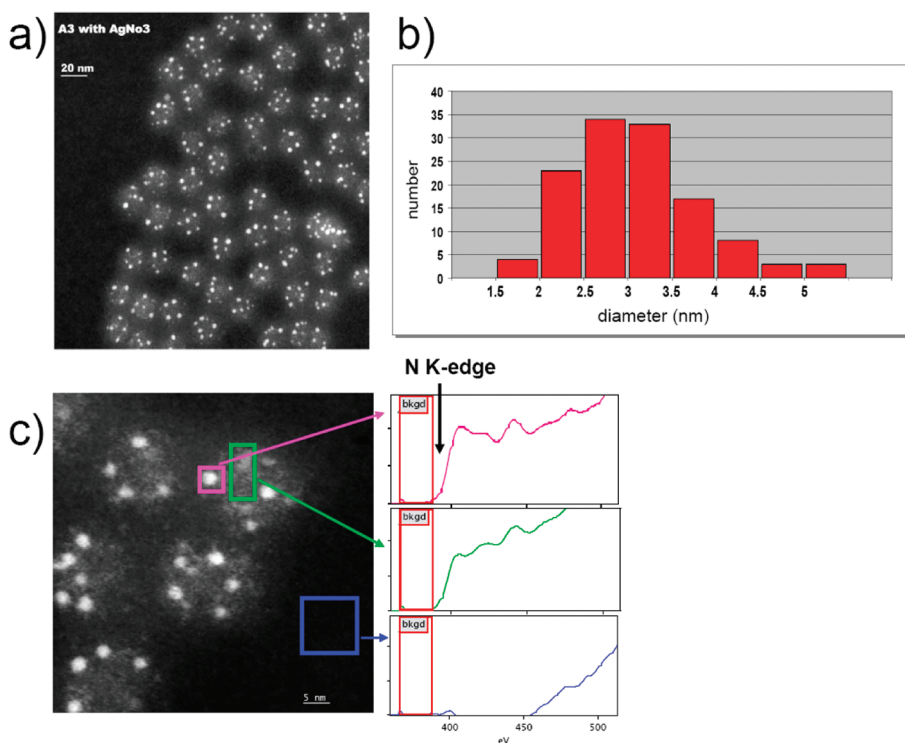 a)
A3 with AgNo3
20 nm
b)
40
35
30
25
20
15
10
5
0
number
1.5 2 2.5 3 3.5 4 4.5 5
diameter (nm)
N K-edge
c)
bkgd
bkgd
bkgd
5 nm
400 450 500
eV